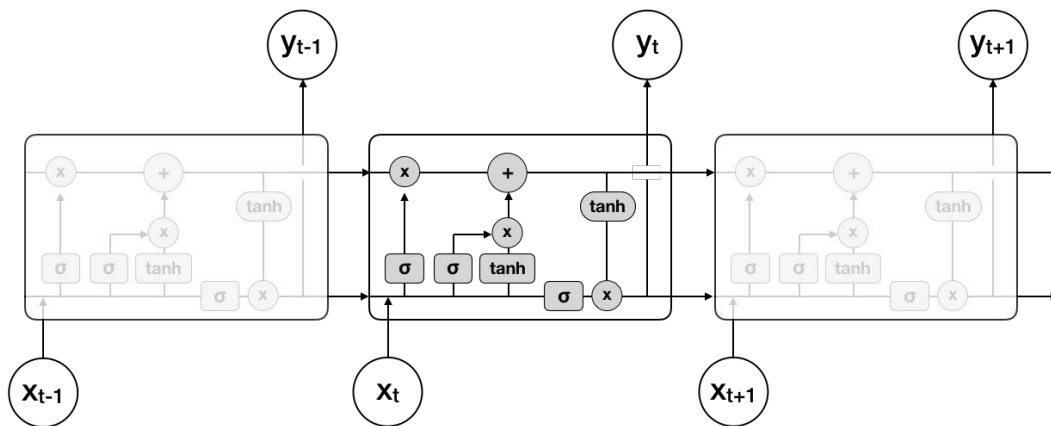 yt-1 yt yt+1
x + x + x +
tanh tanh tanh
x x x
σ σ tanh σ σ tanh σ σ tanh
σ x σ x σ x
xt-1 xt xt+1